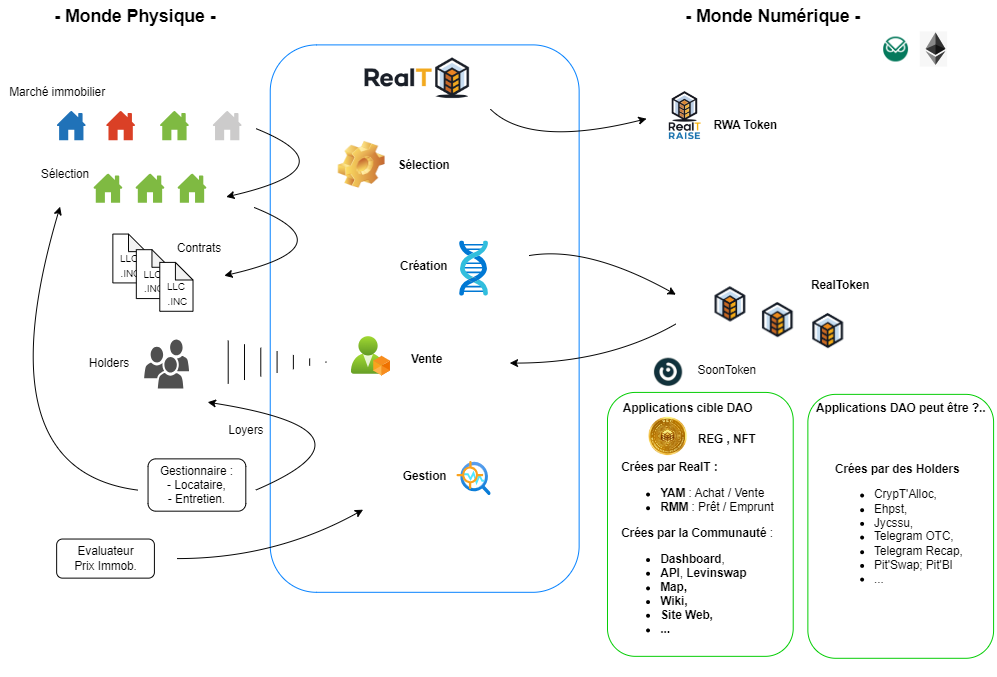 - Monde Physique -
- Monde Numérique -
Marché immobilier
RealT
RealT
RAISE
RWA Token
Sélection
Sélection
Contrats
LLC
.INC
LLC
.INC
LLC
.INC
Création
RealToken
Holders
Vente
SoonToken
Loyers
Gestionnaire :
- Locataire,
- Entretien.
Gestion
Evaluateur
Prix Immob.
Applications cible DAO
REG , NFT
Crées par RealT :
• YAM : Achat / Vente
• RMM : Prêt / Emprunt
Crées par la Communauté :
• Dashboard,
• API, Levinswap
• Map,
• Wiki,
• Site Web,
• ...
Applications DAO peut être ?..
Crées par des Holders
• CrypT'Alloc,
• Ehpst,
• Jycssu,
• Telegram OTC,
• Telegram Recap,
• Pit'Swap; Pit'BI
• ...